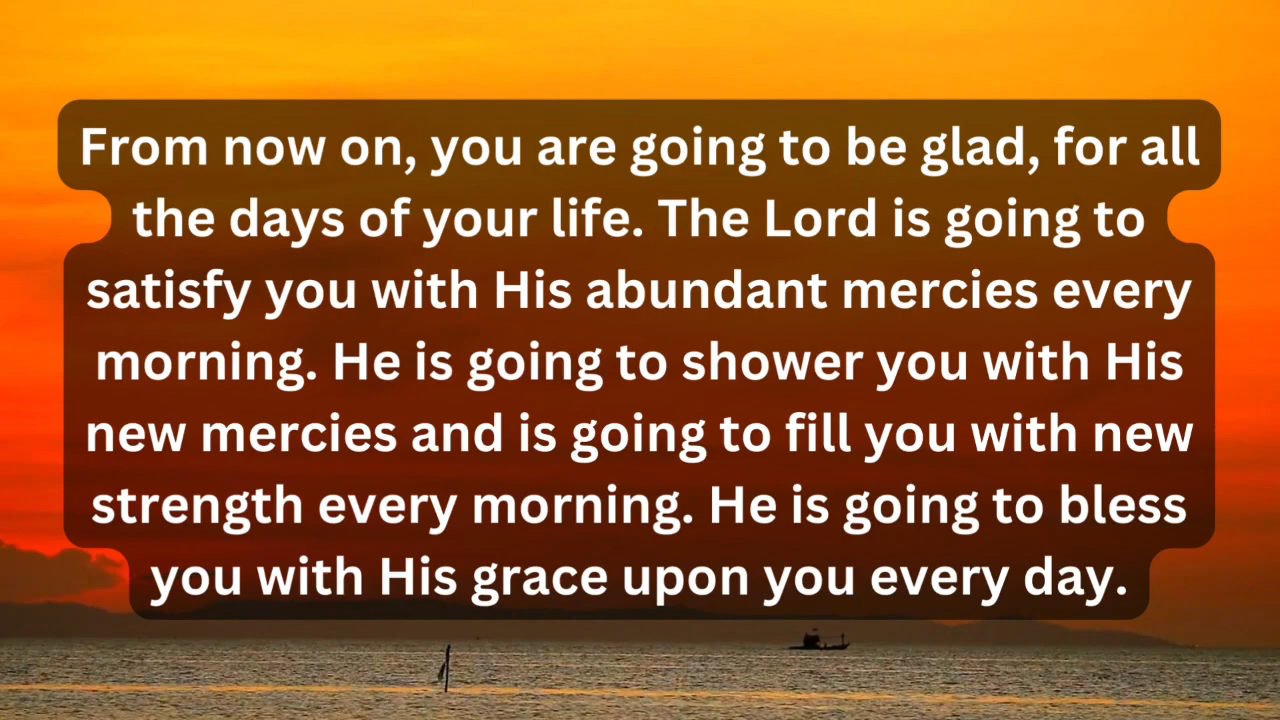 From now on, you are going to be glad, for all
the days of your life. The Lord is going to
satisfy you with His abundant mercies every
morning. He is going to shower you with His
new mercies and is going to fill you with new
strength every morning. He is going to bless
you with His grace upon you every day.